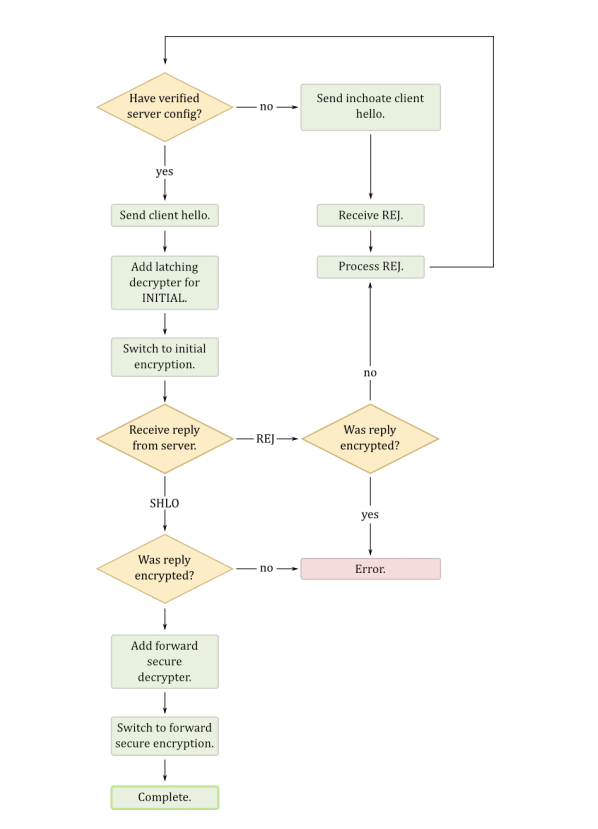 Have verified
server config?
no
Send inchoate client
hello.
yes
Send client hello.
Receive REJ.
Add latching
decrypter for
INITIAL.
Process REJ.
Switch to initial
encryption.
no
Receive reply
from server.
REJ
Was reply
encrypted?
SHLO
yes
Was reply
encrypted?
no
Error.
Add forward
secure
decrypter.
Switch to forward
secure encryption.
Complete.